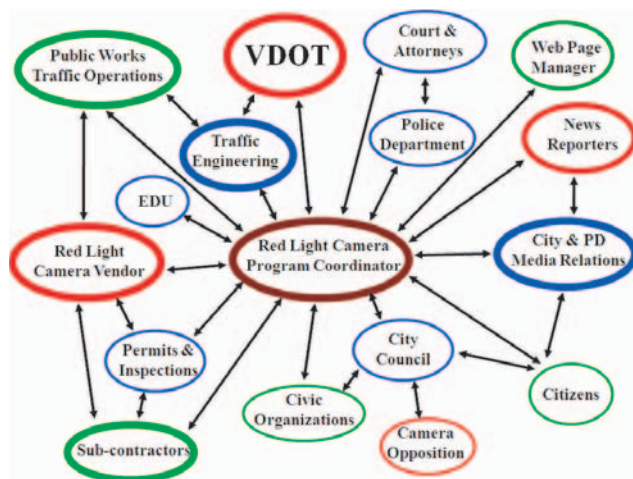 Public Works
Traffic Operations
VDOT
Court &
Attorneys
Web Page
Manager
Traffic
Engineering
Police
Department
News
Reporters
EDU
Red Light
Camera Vendor
Red Light Camera
Program Coordinator
City & PD
Media Relations
Permits &
Inspections
City
Council
Civic
Organizations
Citizens
Sub-contractors
Camera
Opposition